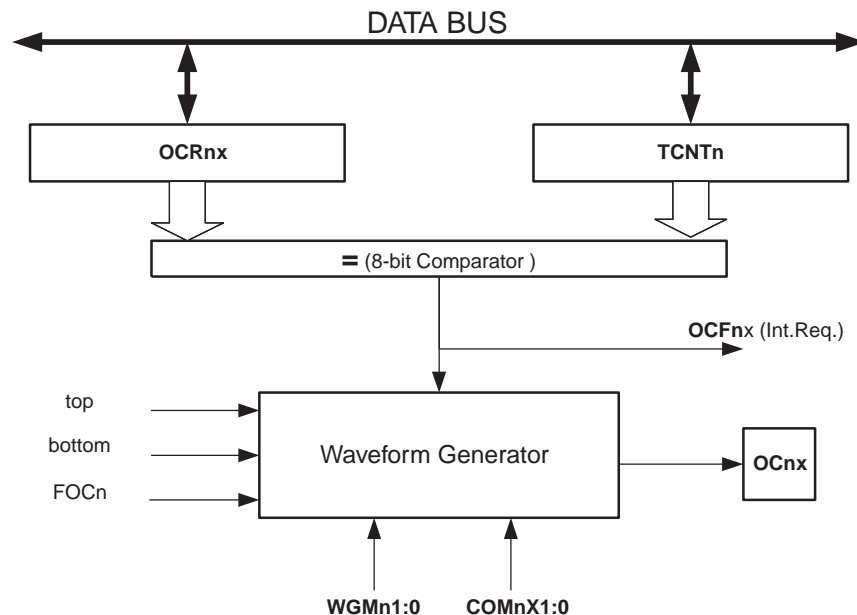 DATA BUS
OCRnx
TCNTn
= (8-bit Comparator )
OCFnx (Int.Req.)
top
bottom
FOCn
Waveform Generator
OCnx
WGMn1:0
COMnX1:0